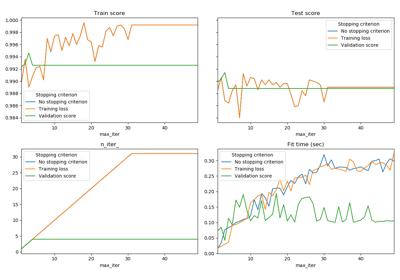 Train score
Test score
1.000
0.998
0.996
0.994
0.992
0.990
0.988
0.986
0.984
Stopping criterion
No stopping criterion
Training loss
Validation score
Stopping criterion
No stopping criterion
Training loss
Validation score
10 20 30 40
max_iter
10 20 30 40
max_iter
n_iter_
Fit time (sec)
30
25
20
15
10
5
0
Stopping criterion
No stopping criterion
Training loss
Validation score
0.30
0.25
0.20
0.15
0.10
0.05
0.00
Stopping criterion
No stopping criterion
Training loss
Validation score
10 20 30 40
max_iter
10 20 30 40
max_iter